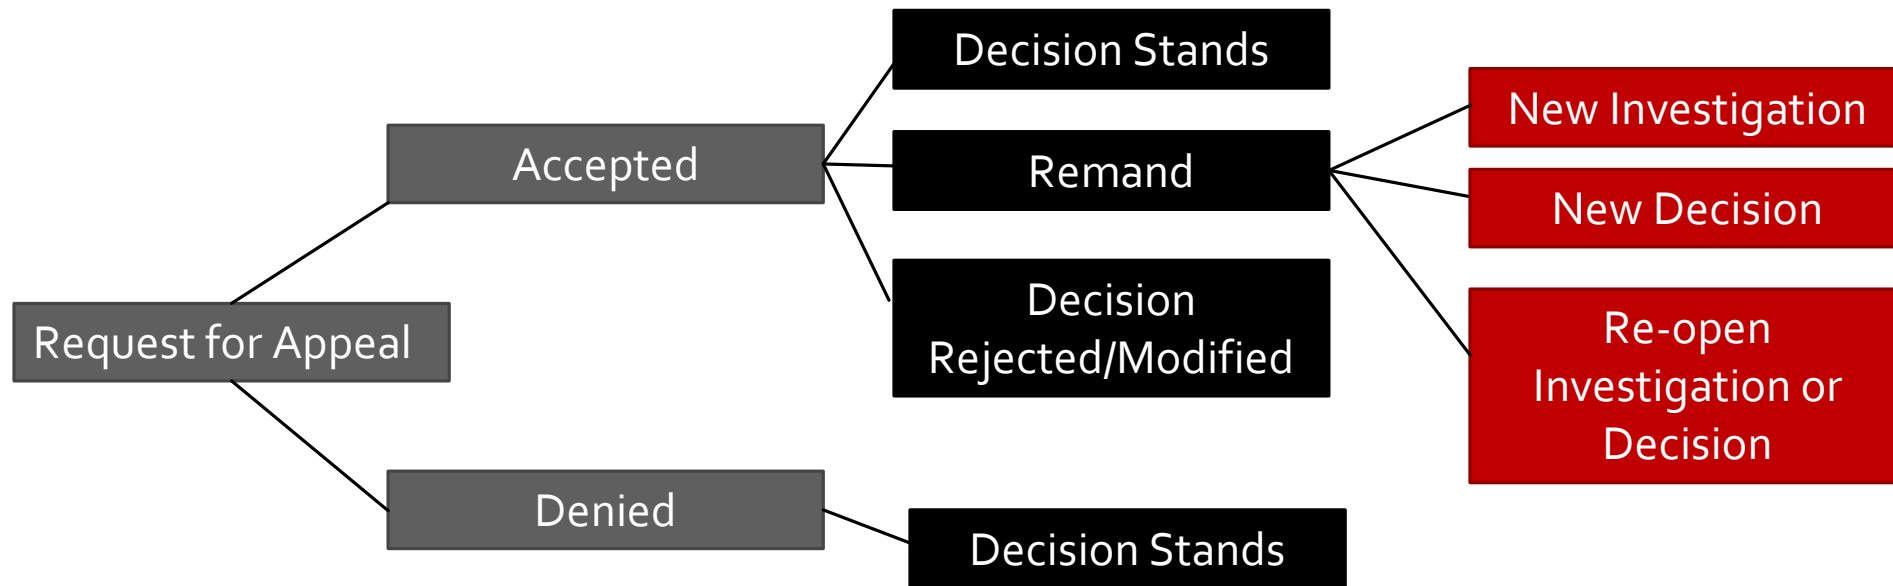 Decision Stands
New Investigation
Accepted
Remand
New Decision
Decision
Rejected/Modified
Request for Appeal
Re-open
Investigation or
Decision
Denied
Decision Stands